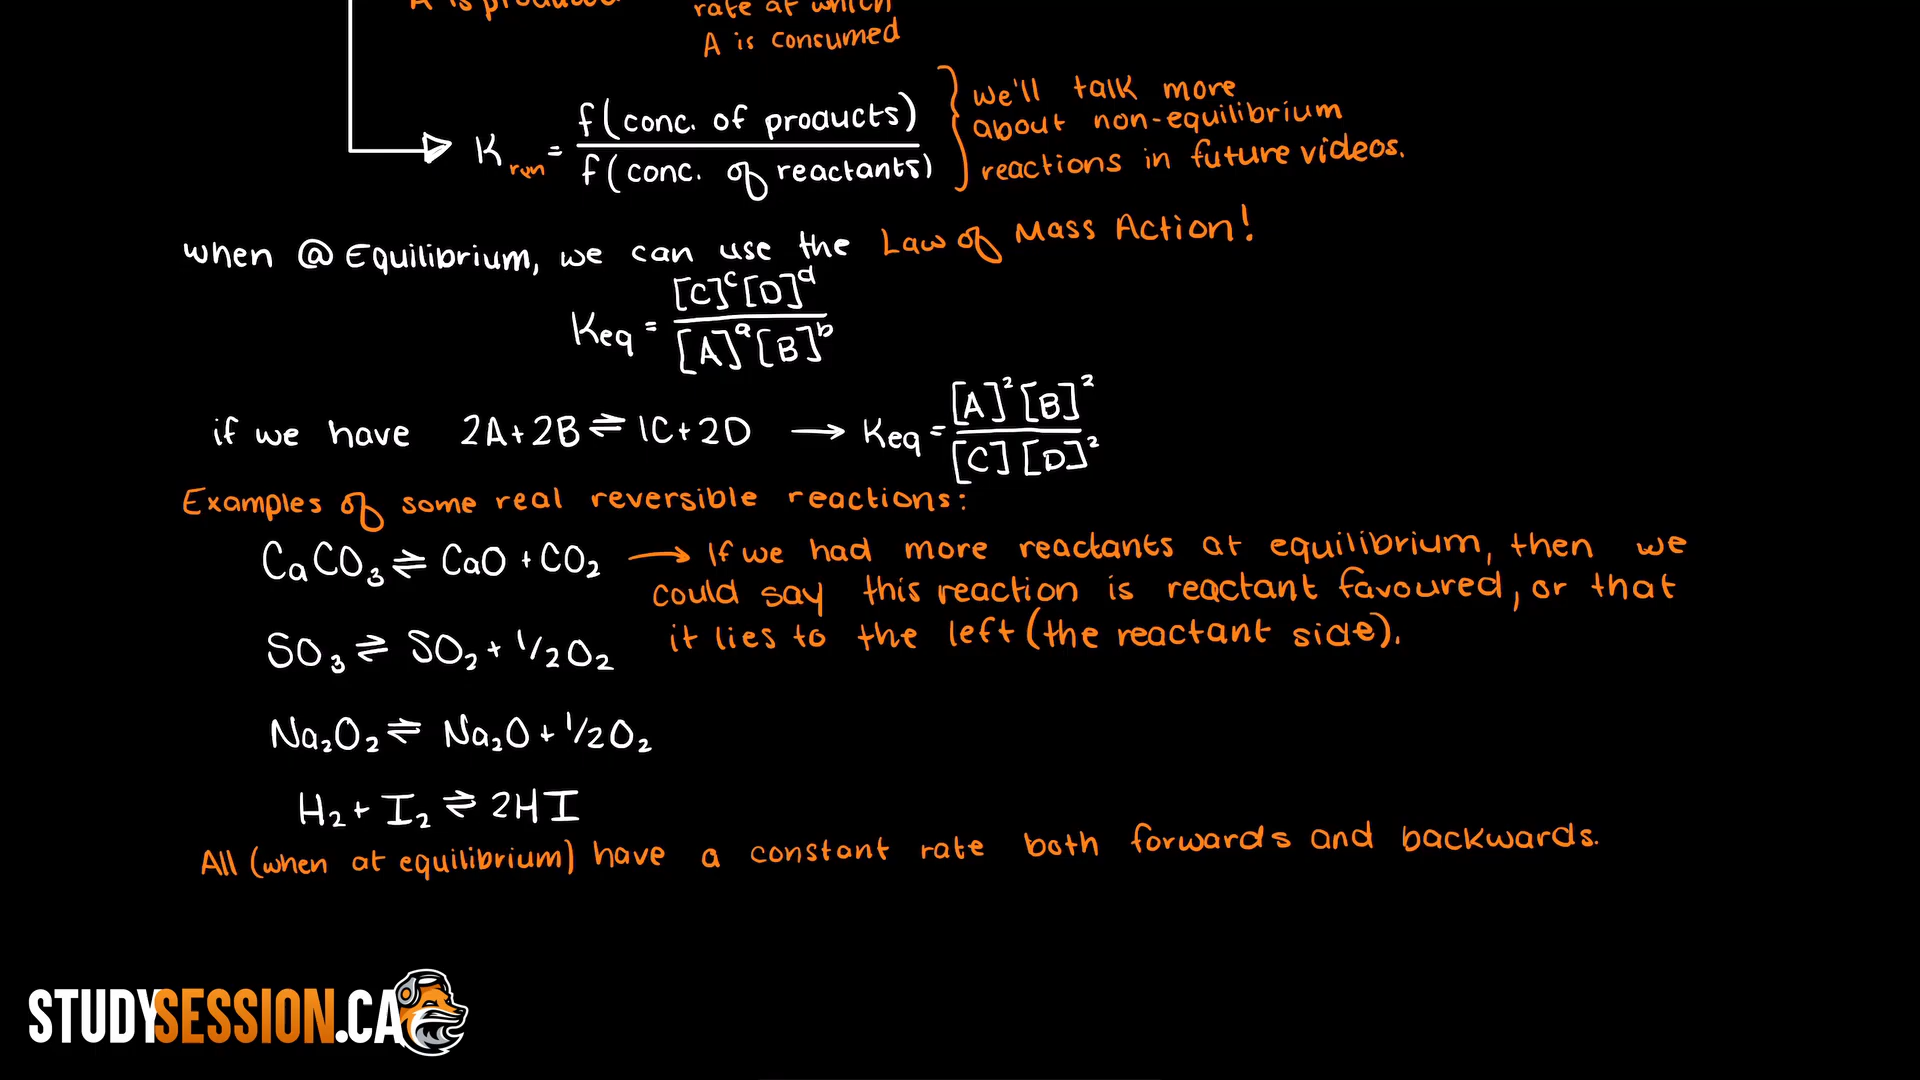 A is produced
rate at which
A is consumed
K rxn = f(conc. of products) / f(conc. of reactants)
we'll talk more
about non-equilibrium
reactions in future videos.
when @ Equilibrium, we can use the Law of Mass Action!
Keq = [C]^c [D]^d / [A]^a [B]^b
if we have 2A + 2B ⇌ 1C + 2D → Keq = [A]² [B]² / [C] [D]²
Examples of some real reversible reactions:
CaCO₃ ⇌ CaO + CO₂ → If we had more reactants at equilibrium, then we
could say this reaction is reactant favoured, or that
it lies to the left (the reactant side).
SO₃ ⇌ SO₂ + 1/2 O₂
Na₂O₂ ⇌ Na₂O + 1/2 O₂
H₂ + I₂ ⇌ 2HI
All (when at equilibrium) have a constant rate both forwards and backwards.
STUDYSESSION.CA